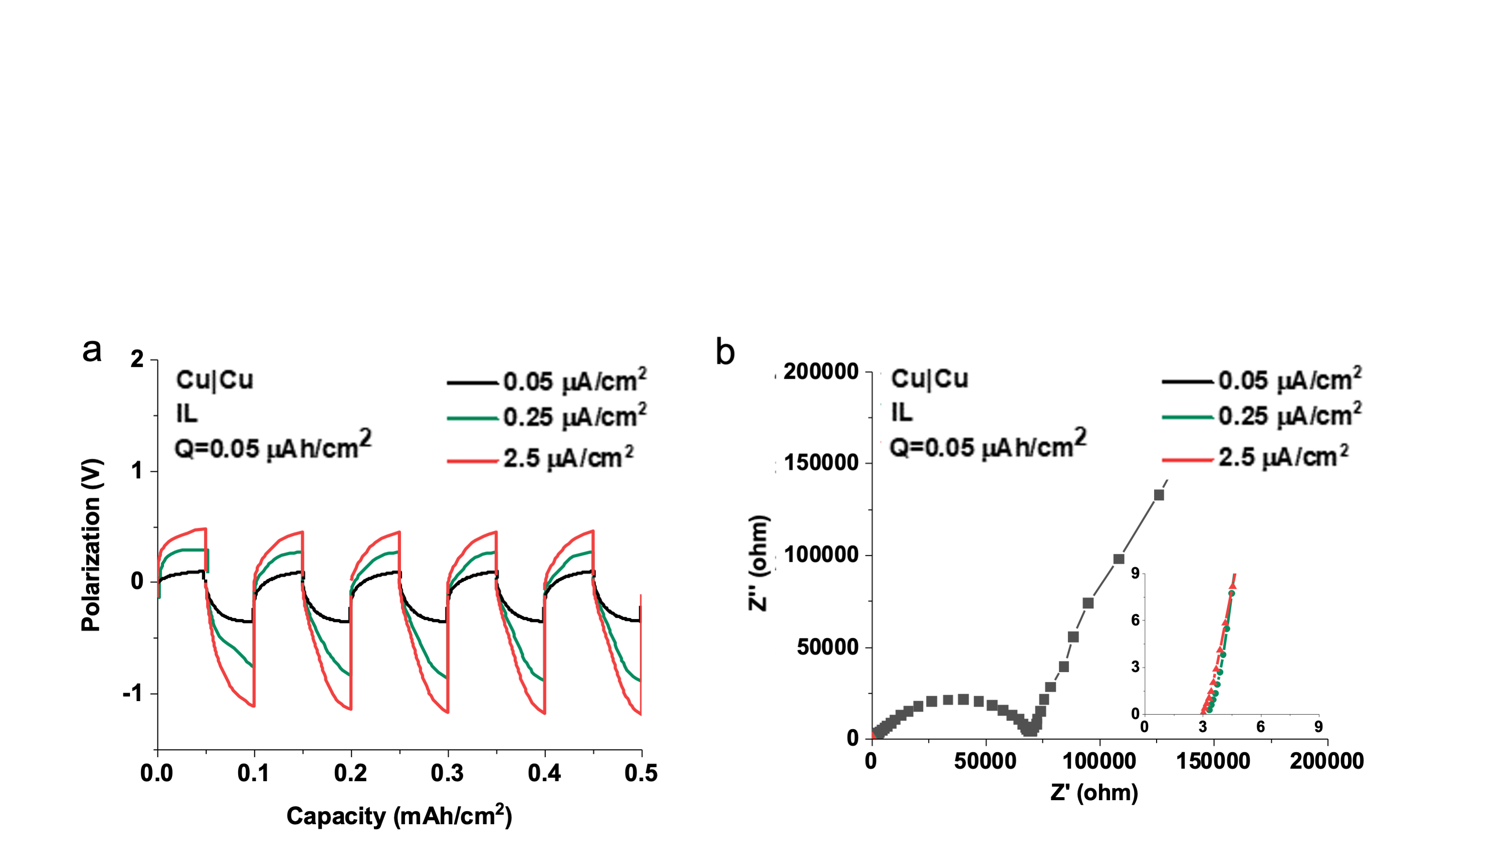 a
Cu|Cu
IL
Q=0.05 µAh/cm²
0.05 µA/cm²
0.25 µA/cm²
2.5 µA/cm²
2
1
0
-1
Polarization (V)
0.0 0.1 0.2 0.3 0.4 0.5
Capacity (mAh/cm²)
b
Cu|Cu
IL
Q=0.05 µAh/cm²
0.05 µA/cm²
0.25 µA/cm²
2.5 µA/cm²
200000
150000
100000
50000
0
Z'' (ohm)
9
6
3
0
0 3 6 9
0 50000 100000 150000 200000
Z' (ohm)